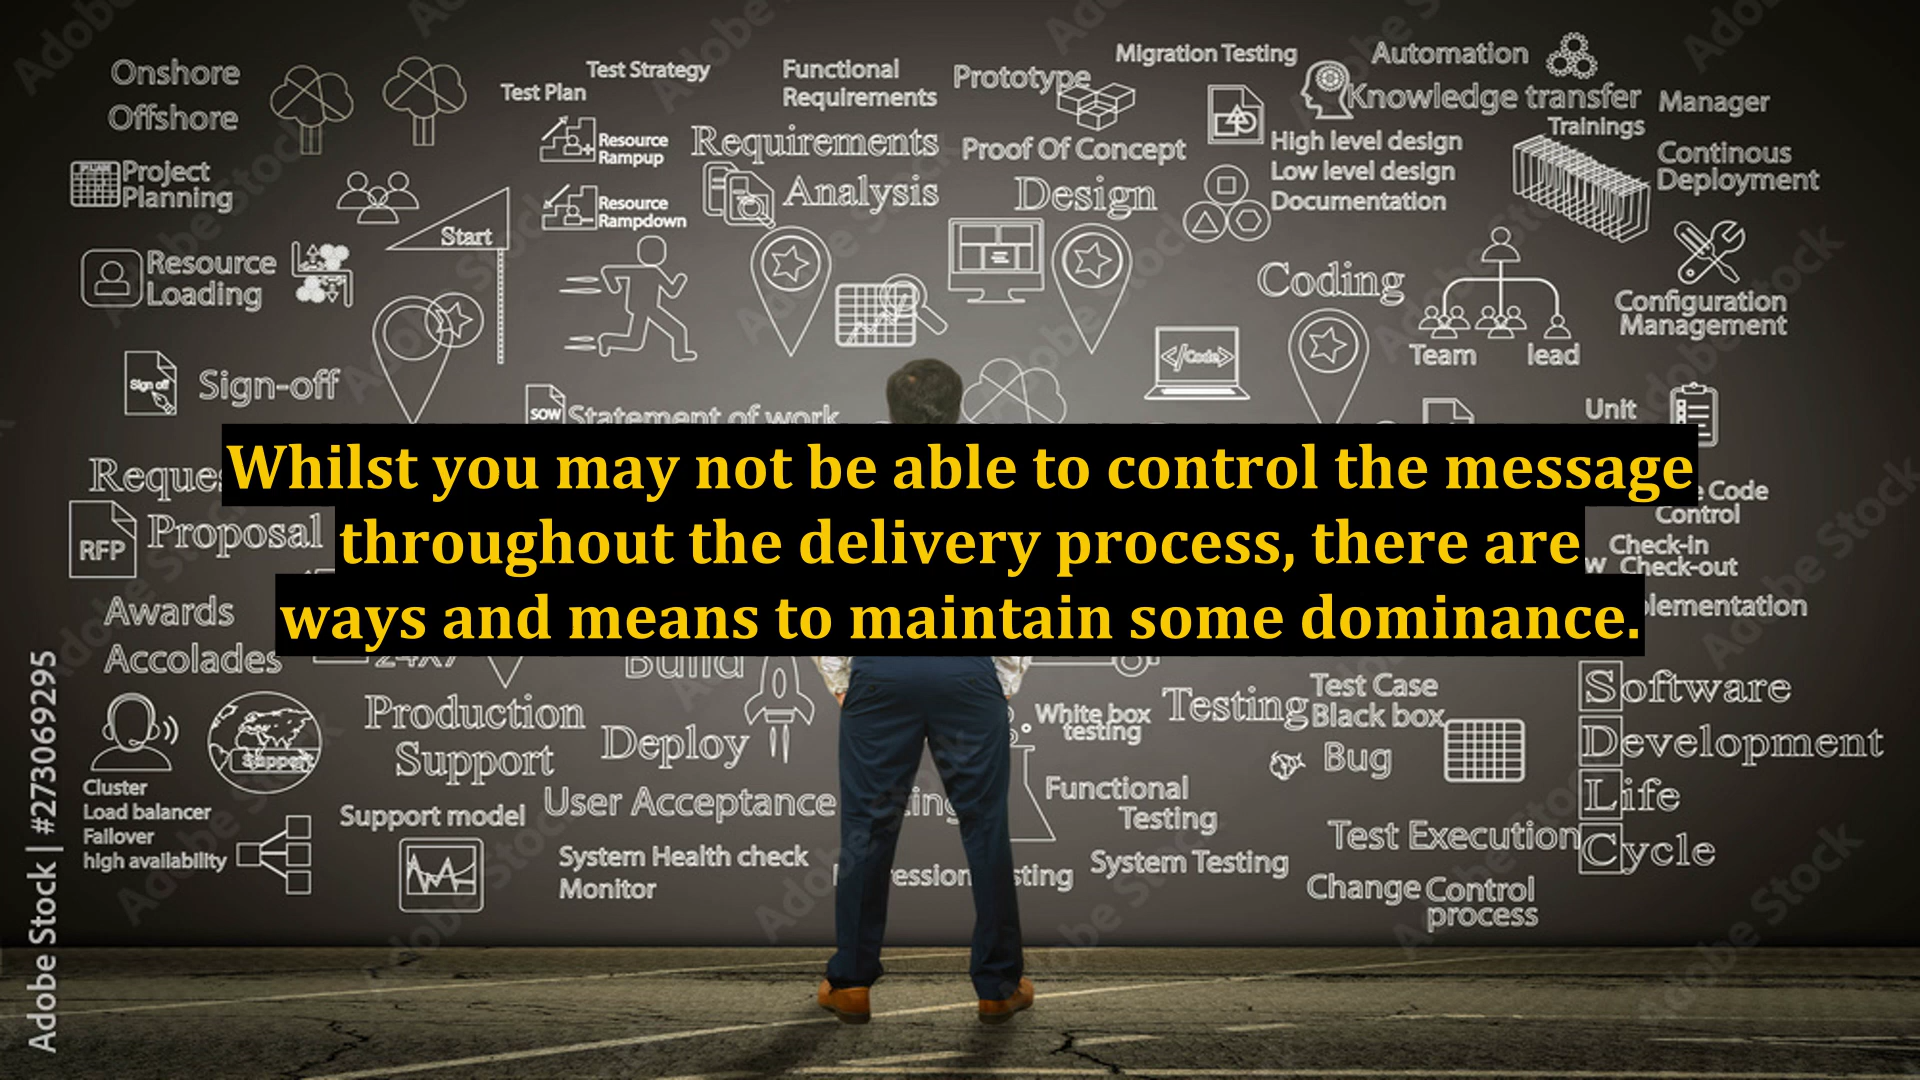 Onshore
Offshore
Test Strategy
Test Plan
Functional
Requirements
Prototype
Migration Testing
Automation
Knowledge transfer
Manager
Trainings
Resource
Rampup
Requirements
Analysis
Proof Of Concept
Design
High level design
Low level design
Documentation
Continous
Deployment
Project
Planning
Resource
Rampdown
Start
Resource
Loading
Coding
Configuration
Management
</Code>
Team lead
Sign off
Sign-off
SOW
Statement of work
Unit
Whilst you may not be able to control the message
throughout the delivery process, there are
ways and means to maintain some dominance.
RFP
Proposal
Code
Control
Check-in
Check-out
Awards
Accolades
24x7
Build
Production
Support
Deploy
White box
testing
Testing
Test Case
Black box
Bug
Software
Development
Life
Cycle
Support
Cluster
Load balancer
Failover
high availability
Support model
User Acceptance
Functional
Testing
Test Execution
System Health check
Monitor
System Testing
Change Control
process
Adobe Stock | #273069295